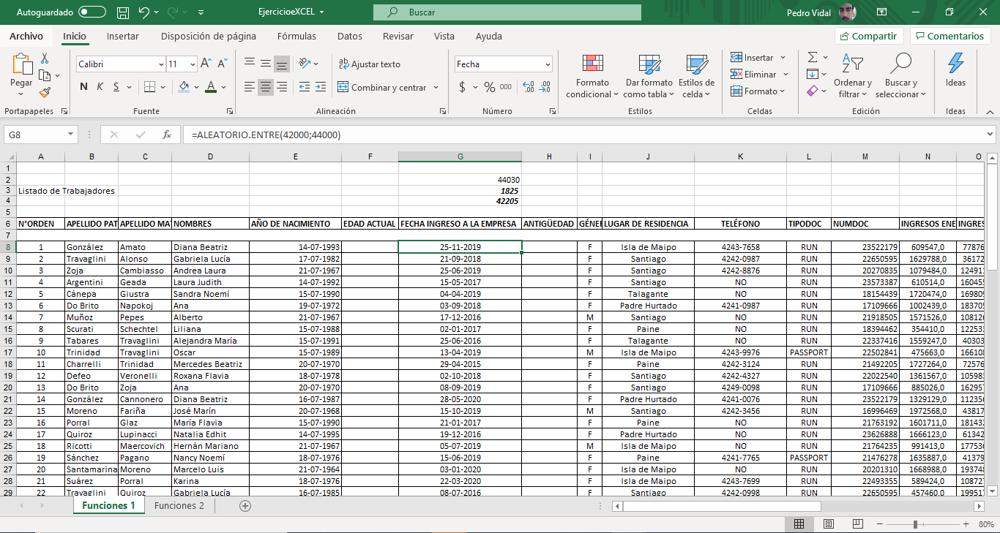 Autoguardado EjercicioeXCEL Buscar Pedro Vidal
Archivo Inicio Insertar Disposición de página Fórmulas Datos Revisar Vista Ayuda Compartir Comentarios
Pegar
Calibri 11
N K S
Ajustar texto
Combinar y centrar
Fecha
$ % 000
Formato condicional
Dar formato como tabla
Estilos de celda
Insertar
Eliminar
Formato
Ordenar y filtrar
Buscar y seleccionar
Ideas
Portapapeles Fuente Alineación Número Estilos Celdas Edición Ideas
G8 fx =ALEATORIO.ENTRE(42000;44000)
A B C D E F G H I J K L M N O
1
2 44030
3 Listado de Trabajadores 1825
4 42205
5
6 N°ORDEN APELLIDO PAT APELLIDO MAT NOMBRES AÑO DE NACIMIENTO EDAD ACTUAL FECHA INGRESO A LA EMPRESA ANTIGÜEDAD GÉNE LUGAR DE RESIDENCIA TELÉFONO TIPODOC NUMDOC INGRESOS ENE INGRES
7
8 1 González Amato Diana Beatriz 14-07-1993 25-11-2019 F Isla de Maipo 4243-7658 RUN 23522179 609547,0 77876
9 2 Travaglini Alonso Gabriela Lucía 17-02-1982 21-09-2018 F Santiago 4242-0987 RUN 22650595 1629788,0 36172
10 3 Zoja Cambiasso Andrea Laura 21-07-1967 25-06-2019 F Santiago 4242-8876 RUN 20270835 1079484,0 12491
11 4 Argentini Geada Laura Judith 14-07-1992 15-05-2017 F Santiago NO RUN 23573387 610514,0 16045
12 5 Cánepa Giustra Sandra Noemí 15-07-1990 04-04-2019 F Talagante NO RUN 18154439 1720474,0 16980
13 6 Do Brito Napokoj Ana 19-07-1972 03-09-2018 F Padre Hurtado 4241-0987 RUN 17109666 1002439,0 18370
14 7 Muñoz Pepes Alberto 21-07-1967 17-12-2016 M Santiago NO RUN 21918505 1571526,0 10812
15 8 Scurati Schechtel Liliana 15-07-1988 02-01-2017 F Paine NO RUN 18394462 354410,0 12253
16 9 Tabares Travaglini Alejandra María 15-07-1991 25-06-2016 F Talagante NO RUN 22337416 1559247,0 40303
17 10 Trinidad Travaglini Oscar 15-07-1989 13-04-2019 M Isla de Maipo 4243-9976 PASSPORT 22502841 475663,0 16610
18 11 Charrelli Trinidad Mercedes Beatriz 20-07-1970 29-04-2015 F Paine 4242-3124 RUN 21492205 1727264,0 72576
19 12 Defeo Veronelli Roxana Flavia 18-07-1978 02-10-2018 F Santiago 4242-4327 RUN 22022540 1361567,0 10598
20 13 Do Brito Zoja Ana 20-07-1970 08-09-2019 F Santiago 4249-0098 RUN 17109666 885026,0 16295
21 14 González Cannonero Diana Beatriz 16-07-1987 28-05-2020 F Padre Hurtado 4241-0076 RUN 23522179 1329129,0 11235
22 15 Moreno Fariña José Marín 20-07-1968 15-10-2019 M Santiago 4242-3456 RUN 16996469 1972568,0 43817
23 16 Porral Glaz María Flavia 15-07-1990 21-01-2017 F Paine NO RUN 21763192 1601711,0 18143
24 17 Quiroz Lupinacci Natalia Edhit 14-07-1995 19-12-2016 F Padre Hurtado NO RUN 23626888 1666123,0 61342
25 18 Ricotti Maercovich Hernán Mariano 21-07-1967 05-07-2019 M Isla de Maipo NO RUN 21764235 991413,0 17753
26 19 Sánchez Pagano Nancy Noemí 18-07-1976 15-06-2019 F Paine 4241-7765 PASSPORT 21476278 1635887,0 41379
27 20 Santamarina Moreno Marcelo Luis 21-07-1964 03-01-2020 F Isla de Maipo NO RUN 20201310 1668988,0 19374
28 21 Suárez Porral Karina 18-07-1976 22-03-2020 F Isla de Maipo 4243-7699 RUN 22493355 589424,0 10872
29 22 Travaglini Quiroz Gabriela Lucía 16-07-1985 08-07-2016 F Santiago 4242-0998 RUN 22650595 457460,0 19951
Funciones 1 Funciones 2
80%